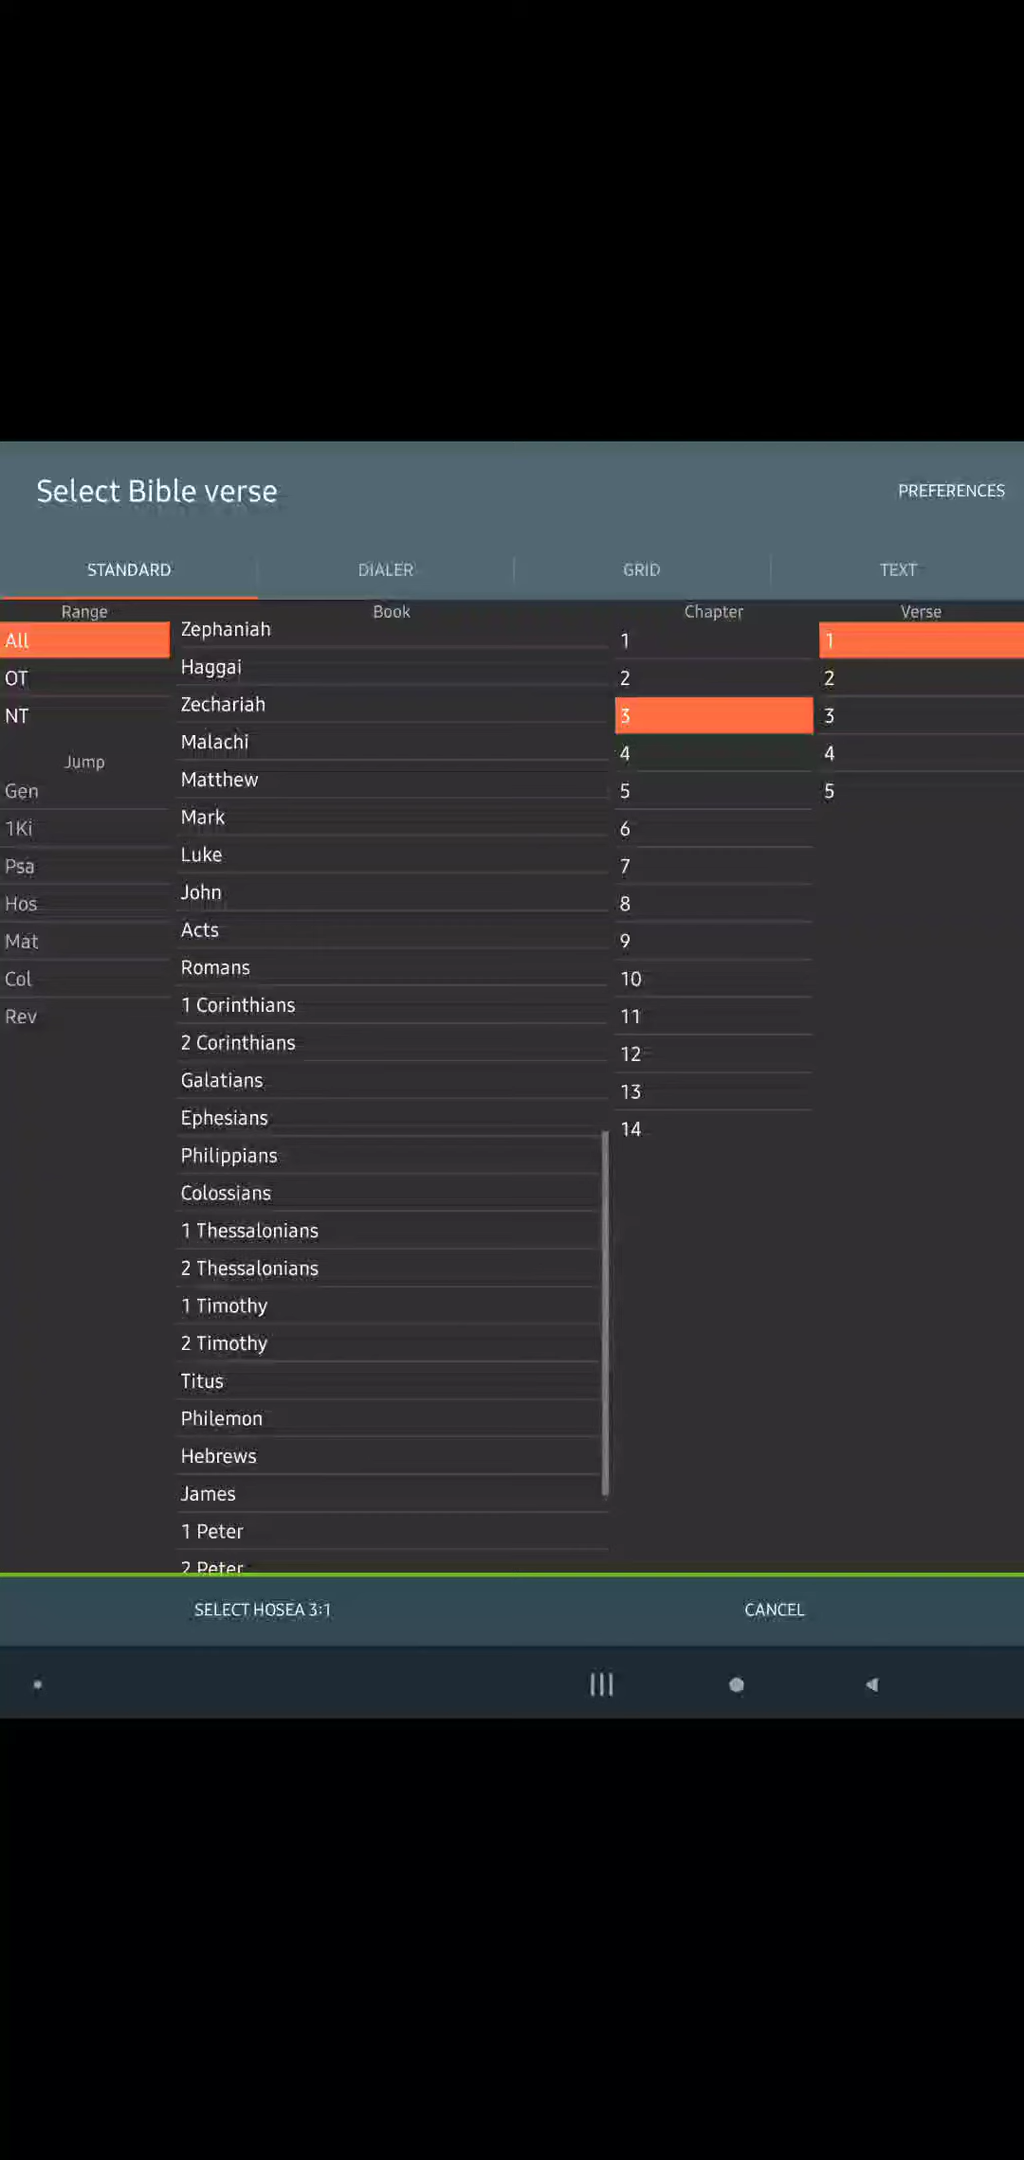 Select Bible verse
PREFERENCES
STANDARD
DIALER
GRID
TEXT
Range
All
OT
NT
Jump
Gen
1Ki
Psa
Hos
Mat
Col
Rev
Book
Zephaniah
Haggai
Zechariah
Malachi
Matthew
Mark
Luke
John
Acts
Romans
1 Corinthians
2 Corinthians
Galatians
Ephesians
Philippians
Colossians
1 Thessalonians
2 Thessalonians
1 Timothy
2 Timothy
Titus
Philemon
Hebrews
James
1 Peter
2 Peter
Chapter
1
2
3
4
5
6
7
8
9
10
11
12
13
14
Verse
1
2
3
4
5
SELECT HOSEA 3:1
CANCEL